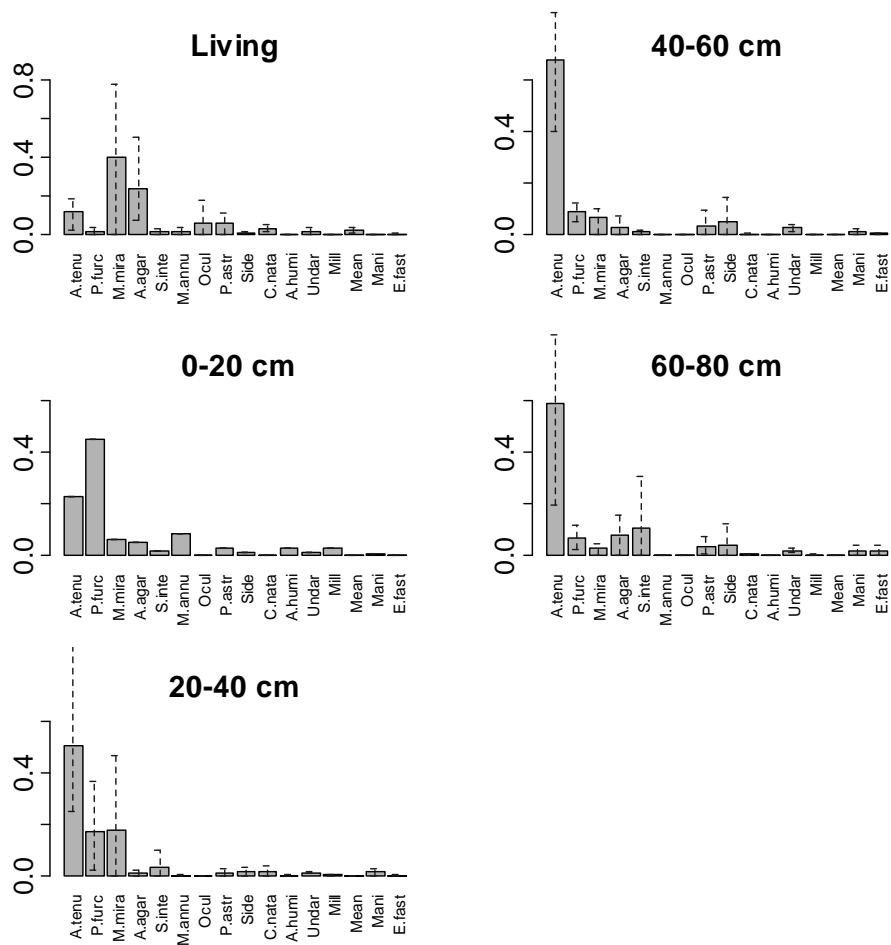 Living
0.8
0.4
0.0
A.tenu
P.furc
M.mira
A.agar
S.inte
M.annu
Ocul
P.astr
Side
C.nata
A.humi
Undar
Mill
Mean
Mani
E.fast
40-60 cm
0.4
0.0
A.tenu
P.furc
M.mira
A.agar
S.inte
M.annu
Ocul
P.astr
Side
C.nata
A.humi
Undar
Mill
Mean
Mani
E.fast
0-20 cm
0.4
0.0
A.tenu
P.furc
M.mira
A.agar
S.inte
M.annu
Ocul
P.astr
Side
C.nata
A.humi
Undar
Mill
Mean
Mani
E.fast
60-80 cm
0.4
0.0
A.tenu
P.furc
M.mira
A.agar
S.inte
M.annu
Ocul
P.astr
Side
C.nata
A.humi
Undar
Mill
Mean
Mani
E.fast
20-40 cm
0.4
0.0
A.tenu
P.furc
M.mira
A.agar
S.inte
M.annu
Ocul
P.astr
Side
C.nata
A.humi
Undar
Mill
Mean
Mani
E.fast